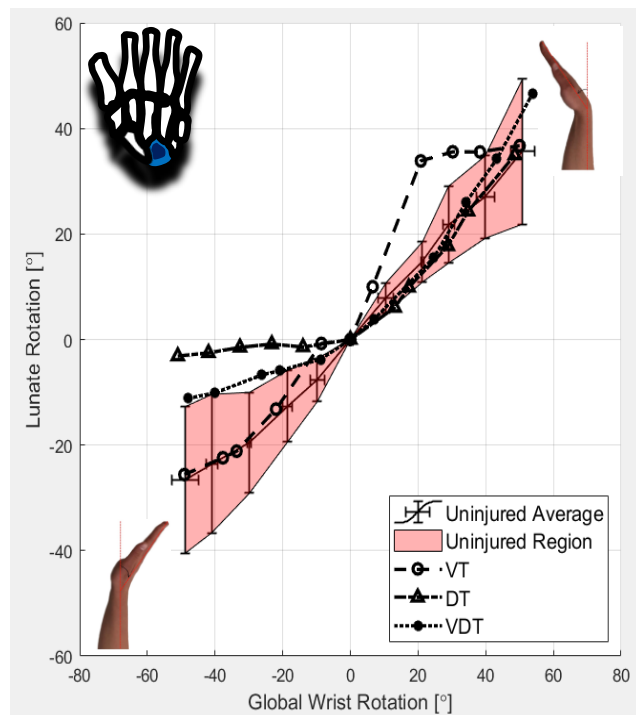 60
40
20
0
-20
-40
-60
-80
-60
-40
-20
0
20
40
60
80
Lunate Rotation [°]
Global Wrist Rotation [°]
Uninjured Average
Uninjured Region
VT
DT
VDT